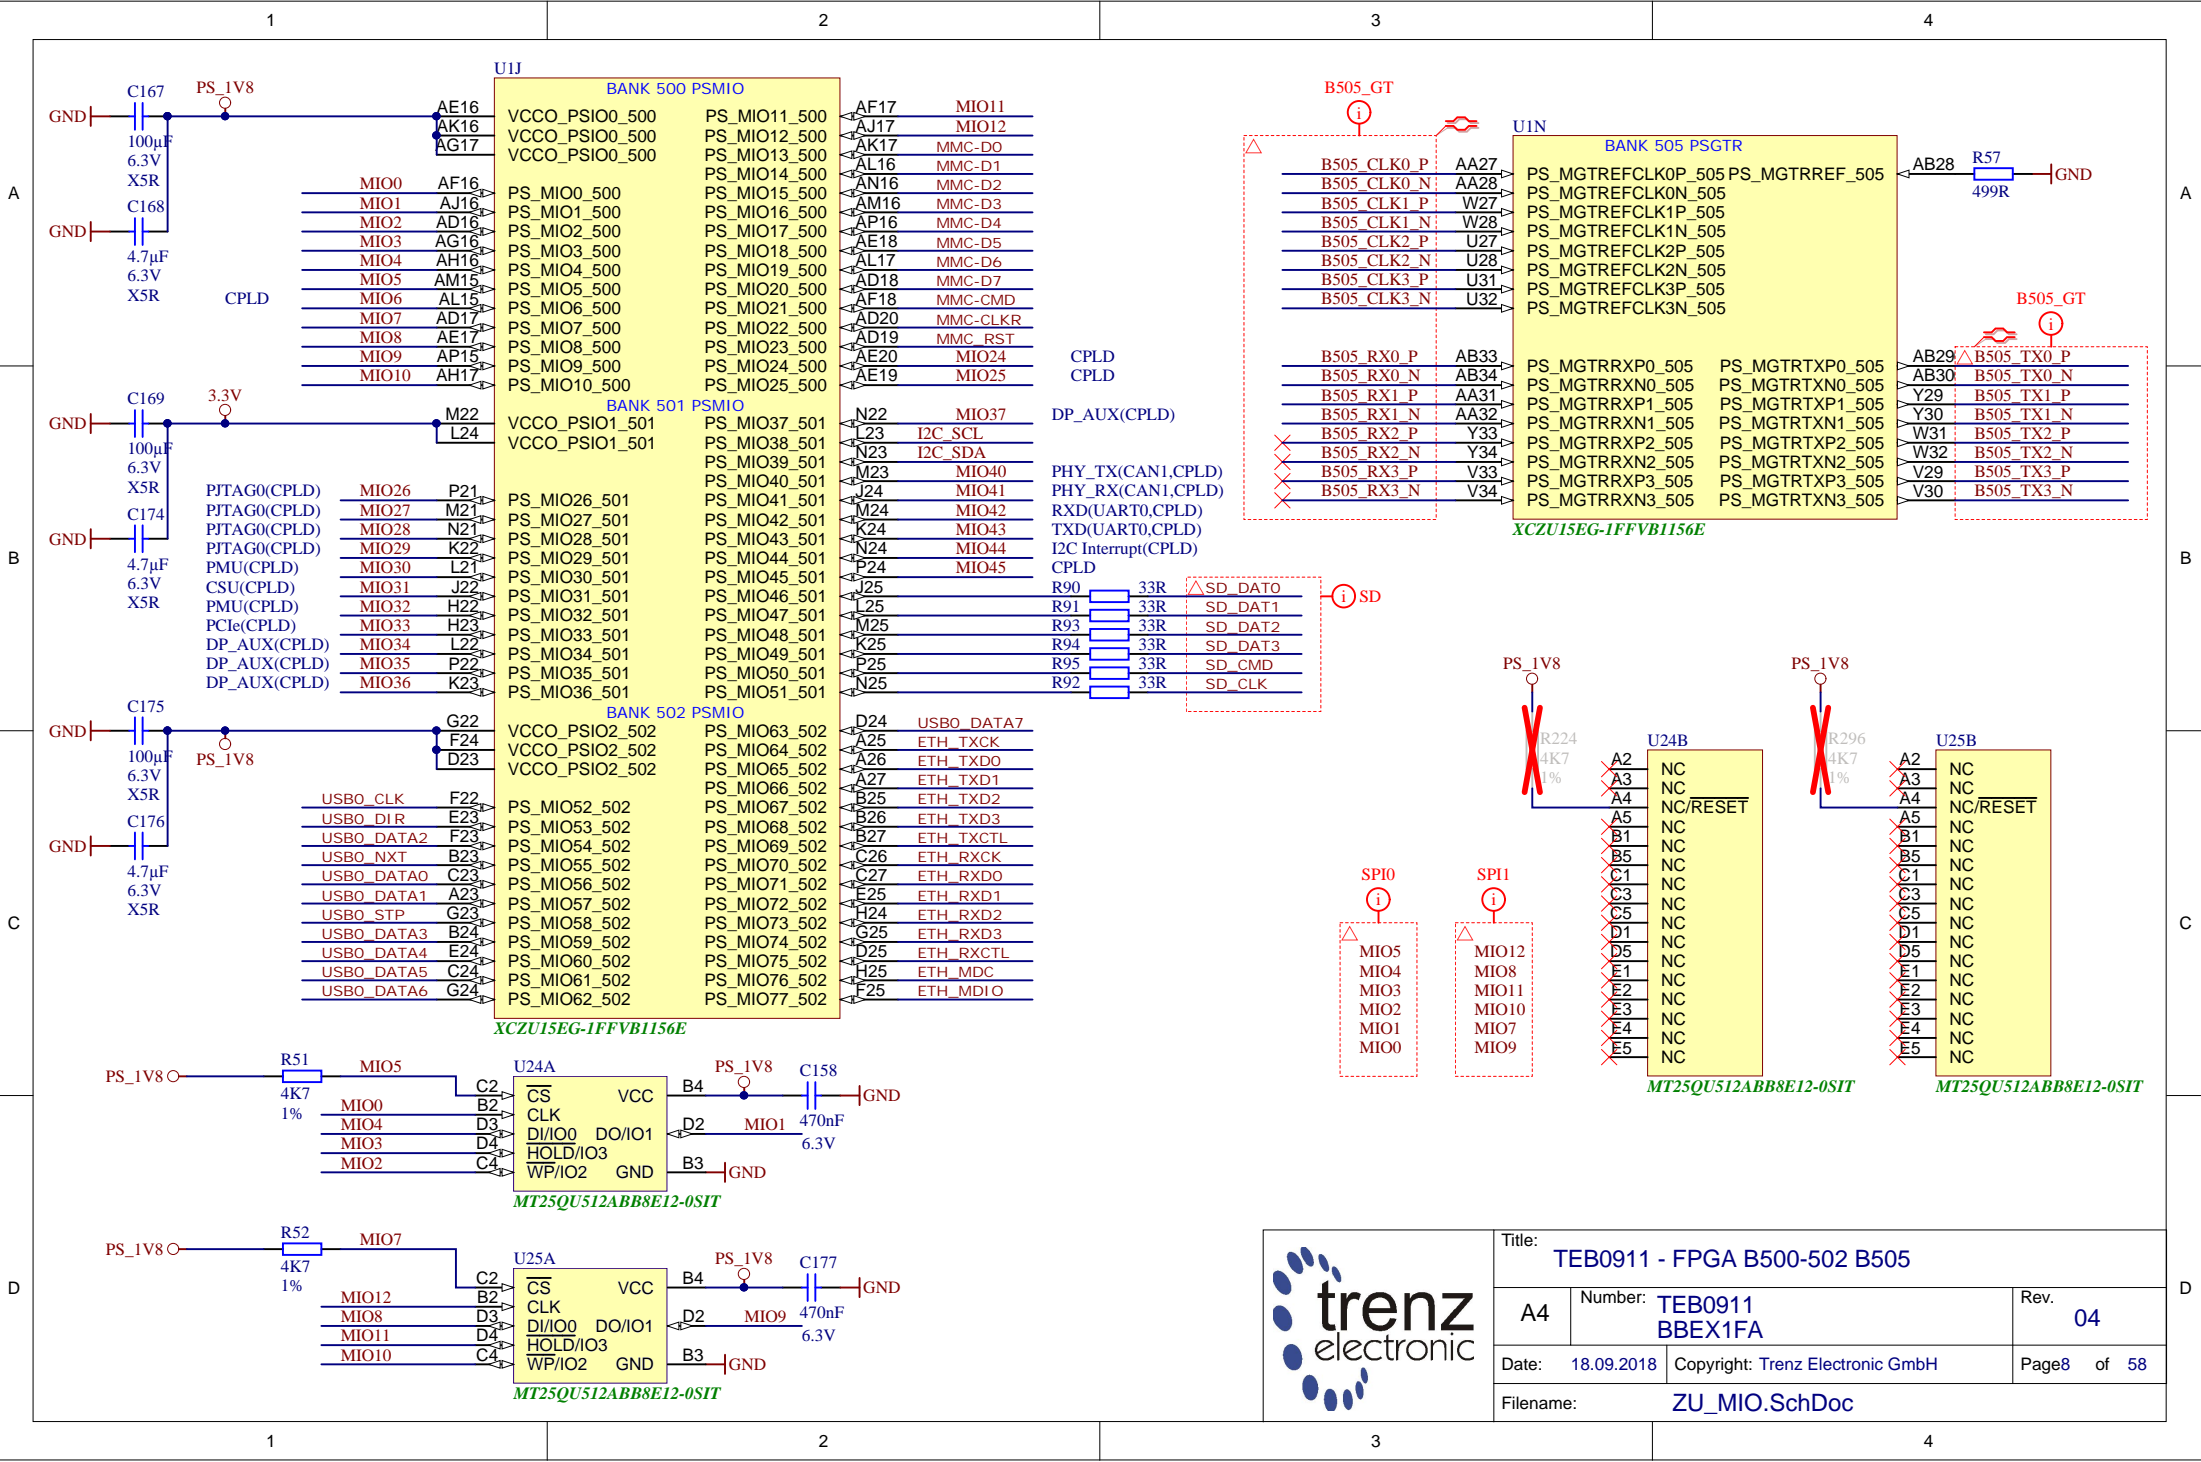 1 2 3 4
A
B
C
D
A
B
C
D
1 2 3 4
GND
C167
100µF
6.3V
X5R
PS_1V8
GND
C168
4.7µF
6.3V
X5R
CPLD
GND
C169
100µF
6.3V
X5R
3.3V
GND
C174
4.7µF
6.3V
X5R
GND
C175
100µF
6.3V
X5R
PS_1V8
GND
C176
4.7µF
6.3V
X5R
U1J
BANK 500 PSMIO
AE16 VCCO_PSIO0_500
AK16 VCCO_PSIO0_500
AG17 VCCO_PSIO0_500
MIO0 AF16 PS_MIO0_500
MIO1 AJ16 PS_MIO1_500
MIO2 AD16 PS_MIO2_500
MIO3 AG16 PS_MIO3_500
MIO4 AH16 PS_MIO4_500
MIO5 AM15 PS_MIO5_500
MIO6 AL15 PS_MIO6_500
MIO7 AD17 PS_MIO7_500
MIO8 AE17 PS_MIO8_500
MIO9 AP15 PS_MIO9_500
MIO10 AH17 PS_MIO10_500
PS_MIO11_500 AF17 MIO11
PS_MIO12_500 AJ17 MIO12
PS_MIO13_500 AK17 MMC-D0
PS_MIO14_500 AL16 MMC-D1
PS_MIO15_500 AN16 MMC-D2
PS_MIO16_500 AM16 MMC-D3
PS_MIO17_500 AP16 MMC-D4
PS_MIO18_500 AE18 MMC-D5
PS_MIO19_500 AL17 MMC-D6
PS_MIO20_500 AD18 MMC-D7
PS_MIO21_500 AF18 MMC-CMD
PS_MIO22_500 AD20 MMC-CLKR
PS_MIO23_500 AD19 MMC_RST
PS_MIO24_500 AE20 MIO24 CPLD
PS_MIO25_500 AE19 MIO25 CPLD
BANK 501 PSMIO
M22 VCCO_PSIO1_501
L24 VCCO_PSIO1_501
PJTAG0(CPLD) MIO26 P21 PS_MIO26_501
PJTAG0(CPLD) MIO27 M21 PS_MIO27_501
PJTAG0(CPLD) MIO28 N21 PS_MIO28_501
PJTAG0(CPLD) MIO29 K22 PS_MIO29_501
PMU(CPLD) MIO30 L21 PS_MIO30_501
CSU(CPLD) MIO31 J22 PS_MIO31_501
PMU(CPLD) MIO32 H22 PS_MIO32_501
PCIe(CPLD) MIO33 H23 PS_MIO33_501
DP_AUX(CPLD) MIO34 L22 PS_MIO34_501
DP_AUX(CPLD) MIO35 P22 PS_MIO35_501
DP_AUX(CPLD) MIO36 K23 PS_MIO36_501
PS_MIO37_501 N22 MIO37 DP_AUX(CPLD)
PS_MIO38_501 L23 I2C_SCL
PS_MIO39_501 N23 I2C_SDA
PS_MIO40_501 M23 MIO40 PHY_TX(CAN1,CPLD)
PS_MIO41_501 J24 MIO41 PHY_RX(CAN1,CPLD)
PS_MIO42_501 M24 MIO42 RXD(UART0,CPLD)
PS_MIO43_501 K24 MIO43 TXD(UART0,CPLD)
PS_MIO44_501 N24 MIO44 I2C Interrupt(CPLD)
PS_MIO45_501 P24 MIO45 CPLD
PS_MIO46_501 J25 R90 33R SD_DAT0
PS_MIO47_501 L25 R91 33R SD_DAT1
PS_MIO48_501 M25 R93 33R SD_DAT2
PS_MIO49_501 K25 R94 33R SD_DAT3
PS_MIO50_501 P25 R95 33R SD_CMD
PS_MIO51_501 N25 R92 33R SD_CLK
i SD
BANK 502 PSMIO
G22 VCCO_PSIO2_502
F24 VCCO_PSIO2_502
D23 VCCO_PSIO2_502
USB0_CLK F22 PS_MIO52_502
USB0_DIR E23 PS_MIO53_502
USB0_DATA2 F23 PS_MIO54_502
USB0_NXT B23 PS_MIO55_502
USB0_DATA0 C23 PS_MIO56_502
USB0_DATA1 A23 PS_MIO57_502
USB0_STP G23 PS_MIO58_502
USB0_DATA3 B24 PS_MIO59_502
USB0_DATA4 E24 PS_MIO60_502
USB0_DATA5 C24 PS_MIO61_502
USB0_DATA6 G24 PS_MIO62_502
PS_MIO63_502 D24 USB0_DATA7
PS_MIO64_502 A25 ETH_TXCK
PS_MIO65_502 A26 ETH_TXD0
PS_MIO66_502 A27 ETH_TXD1
PS_MIO67_502 B25 ETH_TXD2
PS_MIO68_502 B26 ETH_TXD3
PS_MIO69_502 B27 ETH_TXCTL
PS_MIO70_502 C26 ETH_RXCK
PS_MIO71_502 C27 ETH_RXD0
PS_MIO72_502 E25 ETH_RXD1
PS_MIO73_502 H24 ETH_RXD2
PS_MIO74_502 G25 ETH_RXD3
PS_MIO75_502 D25 ETH_RXCTL
PS_MIO76_502 H25 ETH_MDC
PS_MIO77_502 F25 ETH_MDIO
XCZU15EG-1FFVB1156E
B505_GT
i
U1N
BANK 505 PSGTR
B505_CLK0_P AA27 PS_MGTREFCLK0P_505 PS_MGTRREF_505 AB28 R57 499R GND
B505_CLK0_N AA28 PS_MGTREFCLK0N_505
B505_CLK1_P W27 PS_MGTREFCLK1P_505
B505_CLK1_N W28 PS_MGTREFCLK1N_505
B505_CLK2_P U27 PS_MGTREFCLK2P_505
B505_CLK2_N U28 PS_MGTREFCLK2N_505
B505_CLK3_P U31 PS_MGTREFCLK3P_505
B505_CLK3_N U32 PS_MGTREFCLK3N_505
B505_GT
i
B505_RX0_P AB33 PS_MGTRRXP0_505 PS_MGTRTXP0_505 AB29 B505_TX0_P
B505_RX0_N AB34 PS_MGTRRXN0_505 PS_MGTRTXN0_505 AB30 B505_TX0_N
B505_RX1_P AA31 PS_MGTRRXP1_505 PS_MGTRTXP1_505 Y29 B505_TX1_P
B505_RX1_N AA32 PS_MGTRRXN1_505 PS_MGTRTXN1_505 Y30 B505_TX1_N
B505_RX2_P Y33 PS_MGTRRXP2_505 PS_MGTRTXP2_505 W31 B505_TX2_P
B505_RX2_N Y34 PS_MGTRRXN2_505 PS_MGTRTXN2_505 W32 B505_TX2_N
B505_RX3_P V33 PS_MGTRRXP3_505 PS_MGTRTXP3_505 V29 B505_TX3_P
B505_RX3_N V34 PS_MGTRRXN3_505 PS_MGTRTXN3_505 V30 B505_TX3_N
XCZU15EG-1FFVB1156E
PS_1V8
R224
4K7
1%
U24B
A2 NC
A3 NC
A4 NC/RESET
A5 NC
B1 NC
B5 NC
C1 NC
C3 NC
C5 NC
D1 NC
D5 NC
E1 NC
E2 NC
E3 NC
E4 NC
E5 NC
MT25QU512ABB8E12-0SIT
PS_1V8
R296
4K7
1%
U25B
A2 NC
A3 NC
A4 NC/RESET
A5 NC
B1 NC
B5 NC
C1 NC
C3 NC
C5 NC
D1 NC
D5 NC
E1 NC
E2 NC
E3 NC
E4 NC
E5 NC
MT25QU512ABB8E12-0SIT
SPI0
i
MIO5
MIO4
MIO3
MIO2
MIO1
MIO0
SPI1
i
MIO12
MIO8
MIO11
MIO10
MIO7
MIO9
PS_1V8 R51 MIO5
4K7
1%
U24A
C2 CS VCC B4 PS_1V8 C158 GND
470nF
6.3V
MIO0 B2 CLK
MIO4 D3 DI/IO0 DO/IO1 D2 MIO1
MIO3 D4 HOLD/IO3
MIO2 C4 WP/IO2 GND B3 GND
MT25QU512ABB8E12-0SIT
PS_1V8 R52 MIO7
4K7
1%
U25A
C2 CS VCC B4 PS_1V8 C177 GND
470nF
6.3V
MIO12 B2 CLK
MIO8 D3 DI/IO0 DO/IO1 D2 MIO9
MIO11 D4 HOLD/IO3
MIO10 C4 WP/IO2 GND B3 GND
MT25QU512ABB8E12-0SIT
trenz
electronic
Title:
TEB0911 - FPGA B500-502 B505
A4 Number: TEB0911
BBEX1FA
Rev.
04
Date: 18.09.2018 Copyright: Trenz Electronic GmbH Page8 of 58
Filename: ZU_MIO.SchDoc